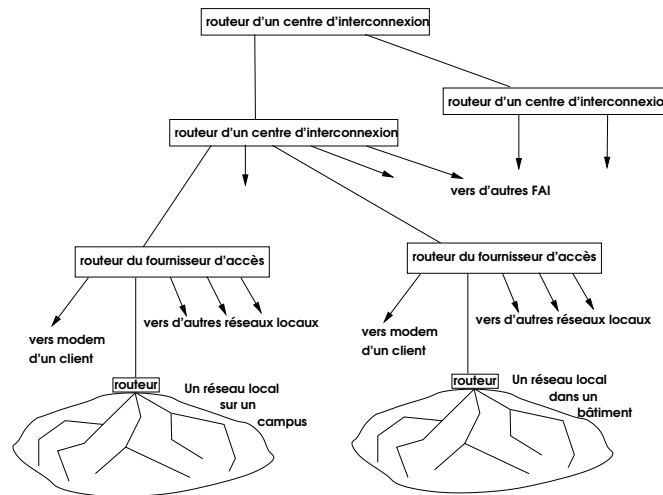 routeur d'un centre d'interconnexion
routeur d'un centre d'interconnexio
routeur d'un centre d'interconnexion
vers d'autres FAI
routeur du fournisseur d'accès
routeur du fournisseur d'accès
vers modem
d'un client
vers d'autres réseaux locaux
vers modem
d'un client
vers d'autres réseaux locaux
routeur
Un réseau local
sur un
campus
routeur
Un réseau local
dans un
bâtiment